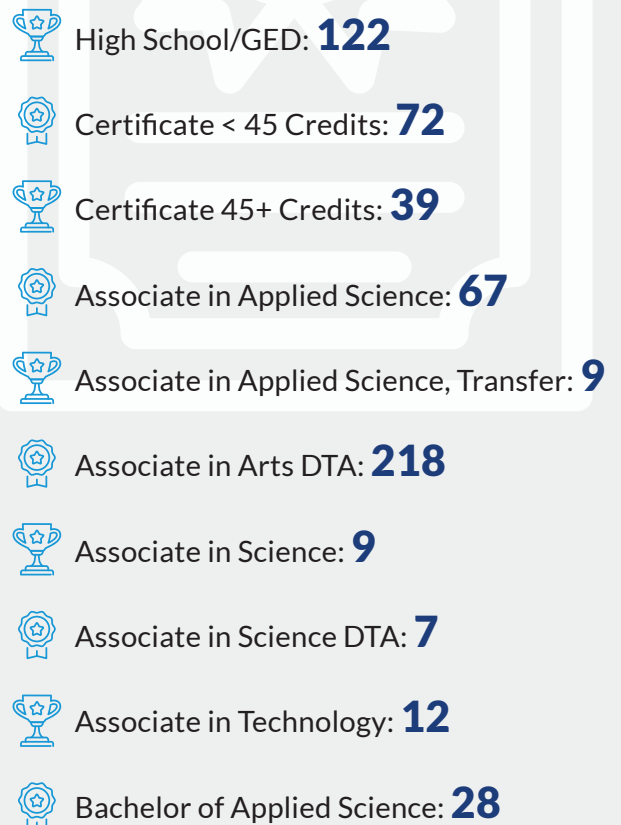 High School/GED: 122
Certificate < 45 Credits: 72
Certificate 45+ Credits: 39
Associate in Applied Science: 67
Associate in Applied Science, Transfer: 9
Associate in Arts DTA: 218
Associate in Science: 9
Associate in Science DTA: 7
Associate in Technology: 12
Bachelor of Applied Science: 28